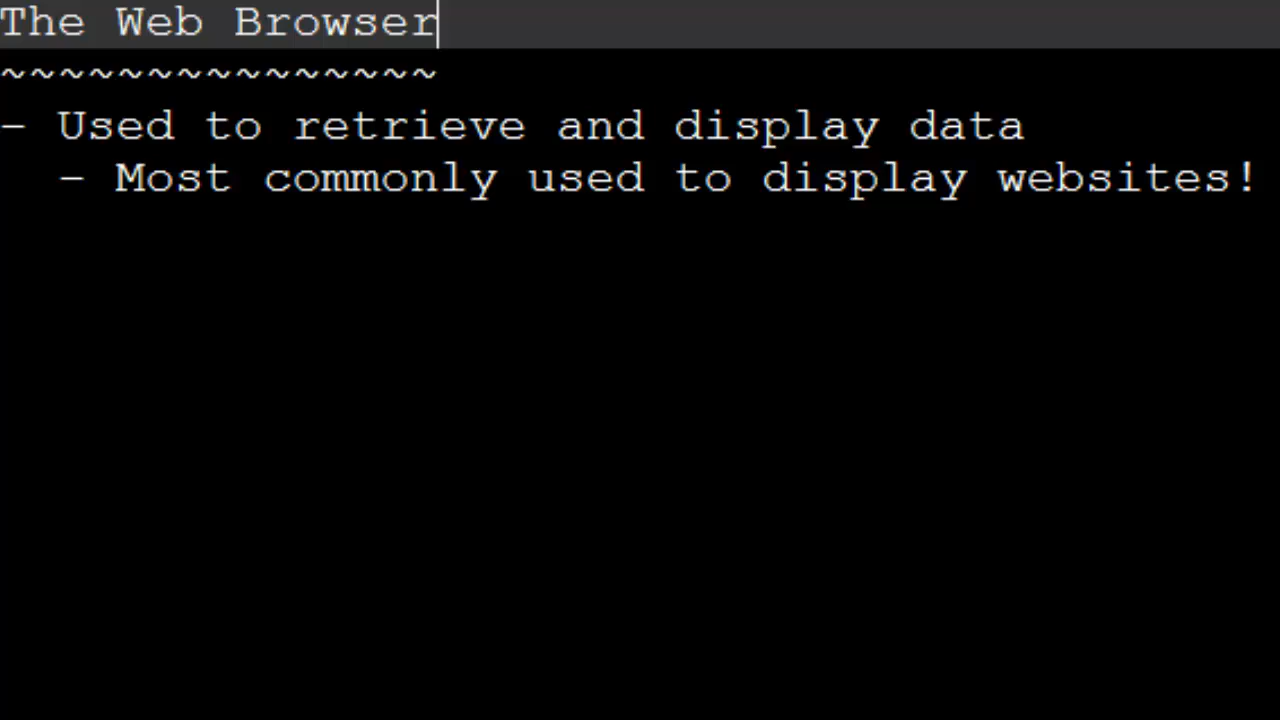 The Web Browser
~~~~~~~~~~~~~~~
- Used to retrieve and display data
  - Most commonly used to display websites!